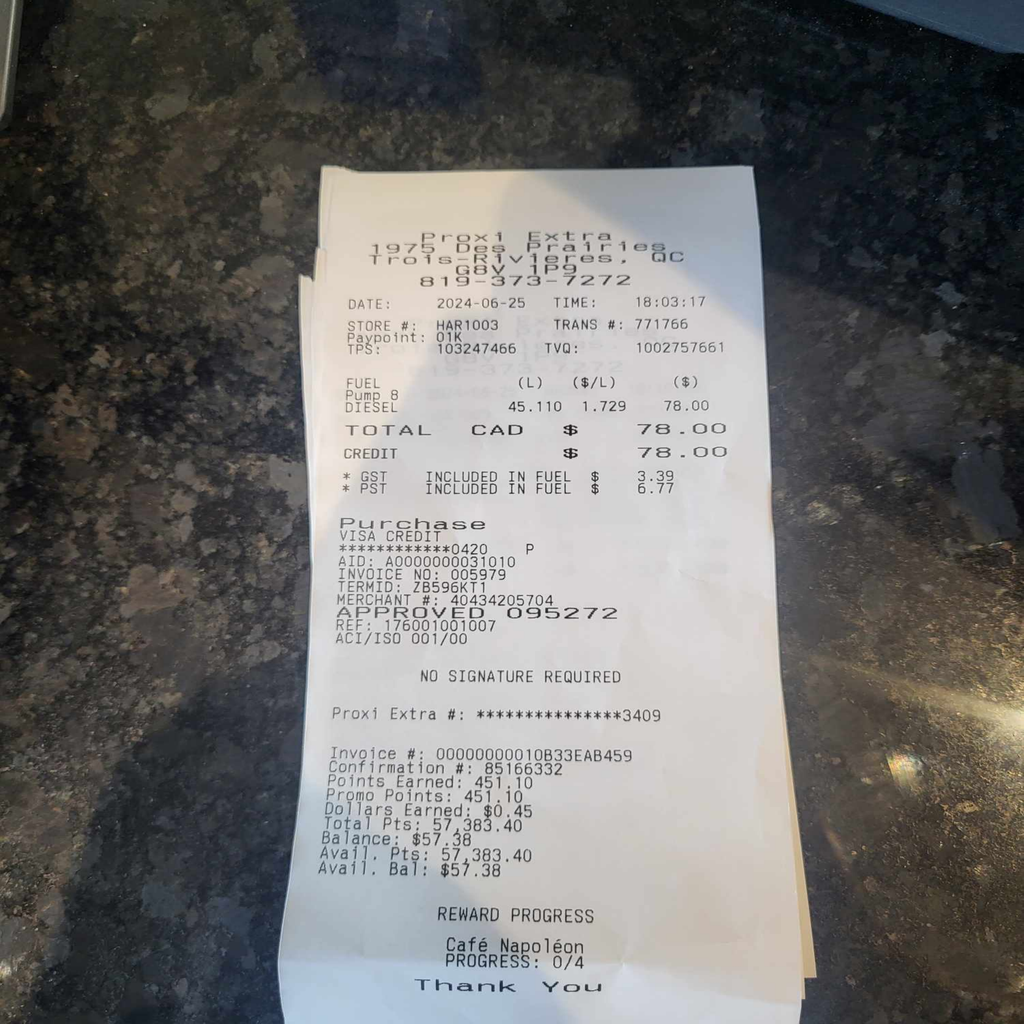 Proxi Extra
1975 Des Prairies
Trois-Rivieres, QC
G8V 1P9
819-373-7272
DATE: 2024-06-25 TIME: 18:03:17
STORE #: HAR1003 TRANS #: 771766
Paypoint: 01K
TPS: 103247466 TVQ: 1002757661
FUEL (L) ($/L) ($)
Pump 8
DIESEL 45.110 1.729 78.00
TOTAL CAD $ 78.00
CREDIT $ 78.00
* GST INCLUDED IN FUEL $ 3.39
* PST INCLUDED IN FUEL $ 6.77
Purchase
VISA CREDIT
************0420 P
AID: A0000000031010
INVOICE NO: 005979
TERMID: ZB596KT1
MERCHANT #: 40434205704
APPROVED 095272
REF: 176001001007
ACI/ISO 001/00
NO SIGNATURE REQUIRED
Proxi Extra #: ***************3409
Invoice #: 00000000010B33EAB459
Confirmation #: 85166332
Points Earned: 451.10
Promo Points: 451.10
Dollars Earned: $0.45
Total Pts: 57,383.40
Balance: $57.38
Avail. Pts: 57,383.40
Avail. Bal: $57.38
REWARD PROGRESS
Café Napoléon
PROGRESS: 0/4
Thank You